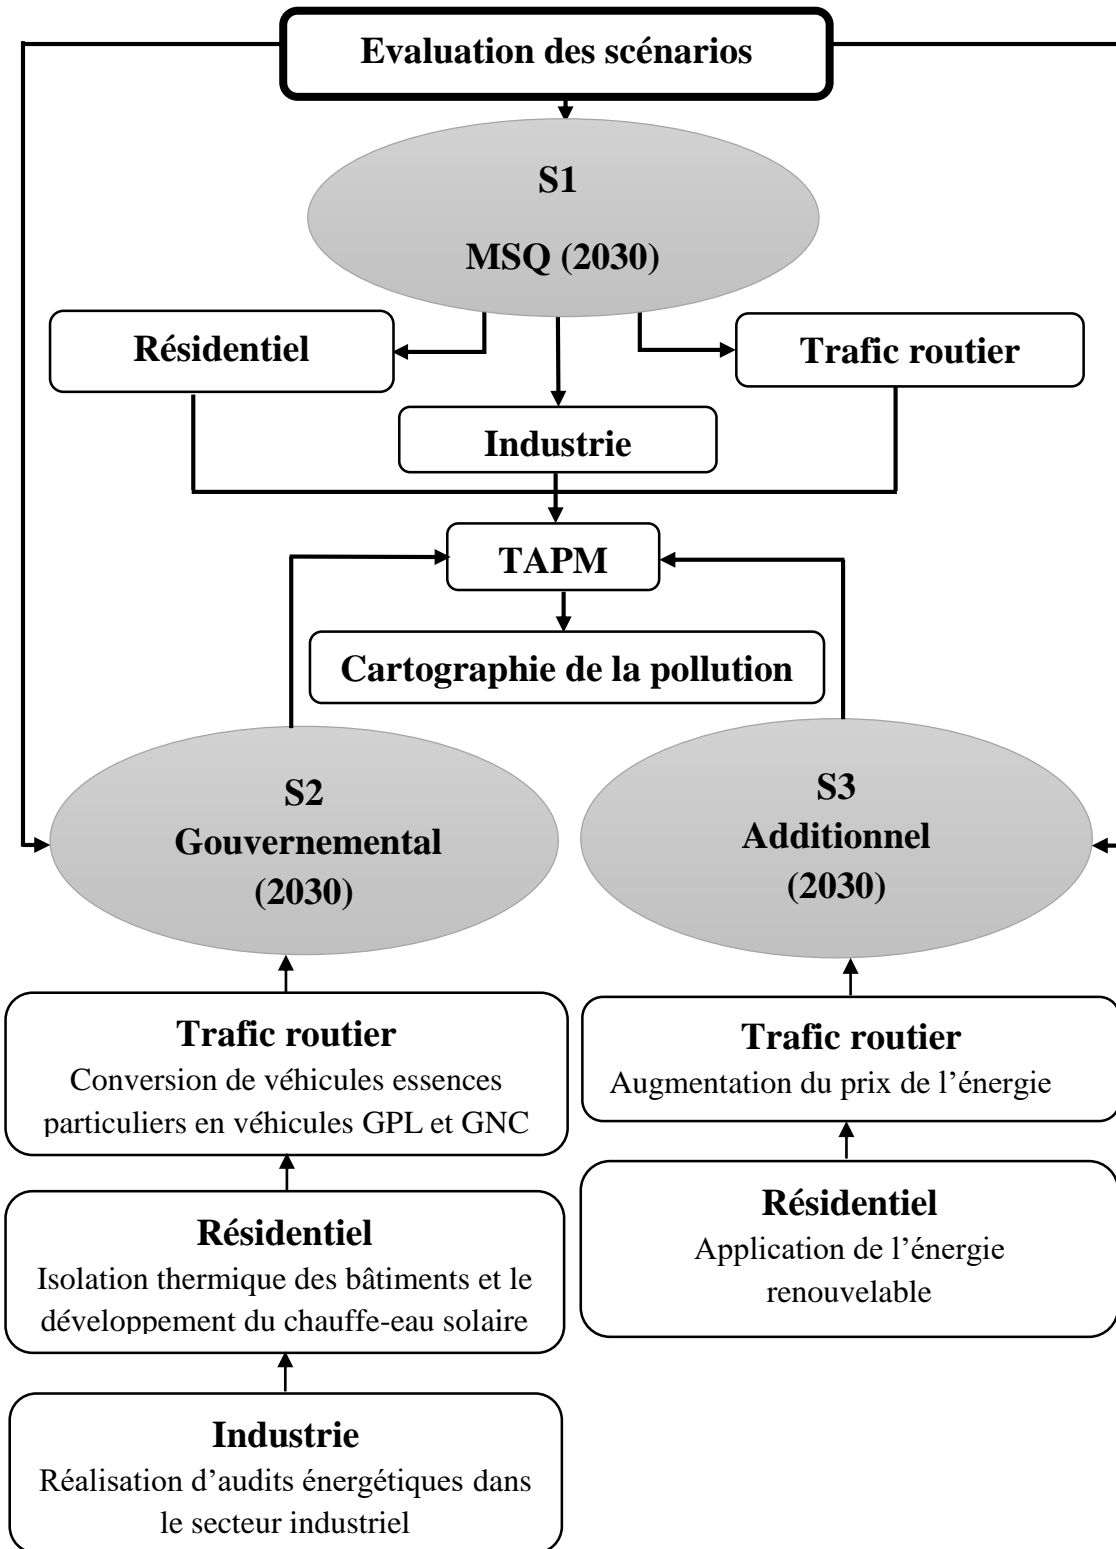 Evaluation des scénarios
S1
MSQ (2030)
Résidentiel
Trafic routier
Industrie
TAPM
Cartographie de la pollution
S2
Gouvernemental
(2030)
S3
Additionnel
(2030)
Trafic routier
Conversion de véhicules essences
particuliers en véhicules GPL et GNC
Résidentiel
Isolation thermique des bâtiments et le
développement du chauffe-eau solaire
Industrie
Réalisation d’audits énergétiques dans
le secteur industriel
Trafic routier
Augmentation du prix de l’énergie
Résidentiel
Application de l’énergie
renouvelable